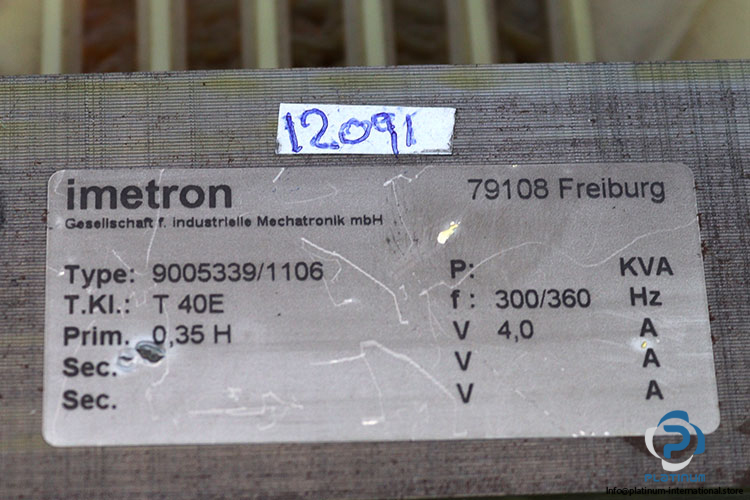 12091
imetron 79108 Freiburg
Gesellschaft f. industrielle Mechatronik mbH
Type: 9005339/1106 P: KVA
T.Kl.: T 40E f : 300/360 Hz
Prim. 0,35 H V 4,0 A
Sec. V A
Sec. V A
PLATINUM
Info@platinum-international.store